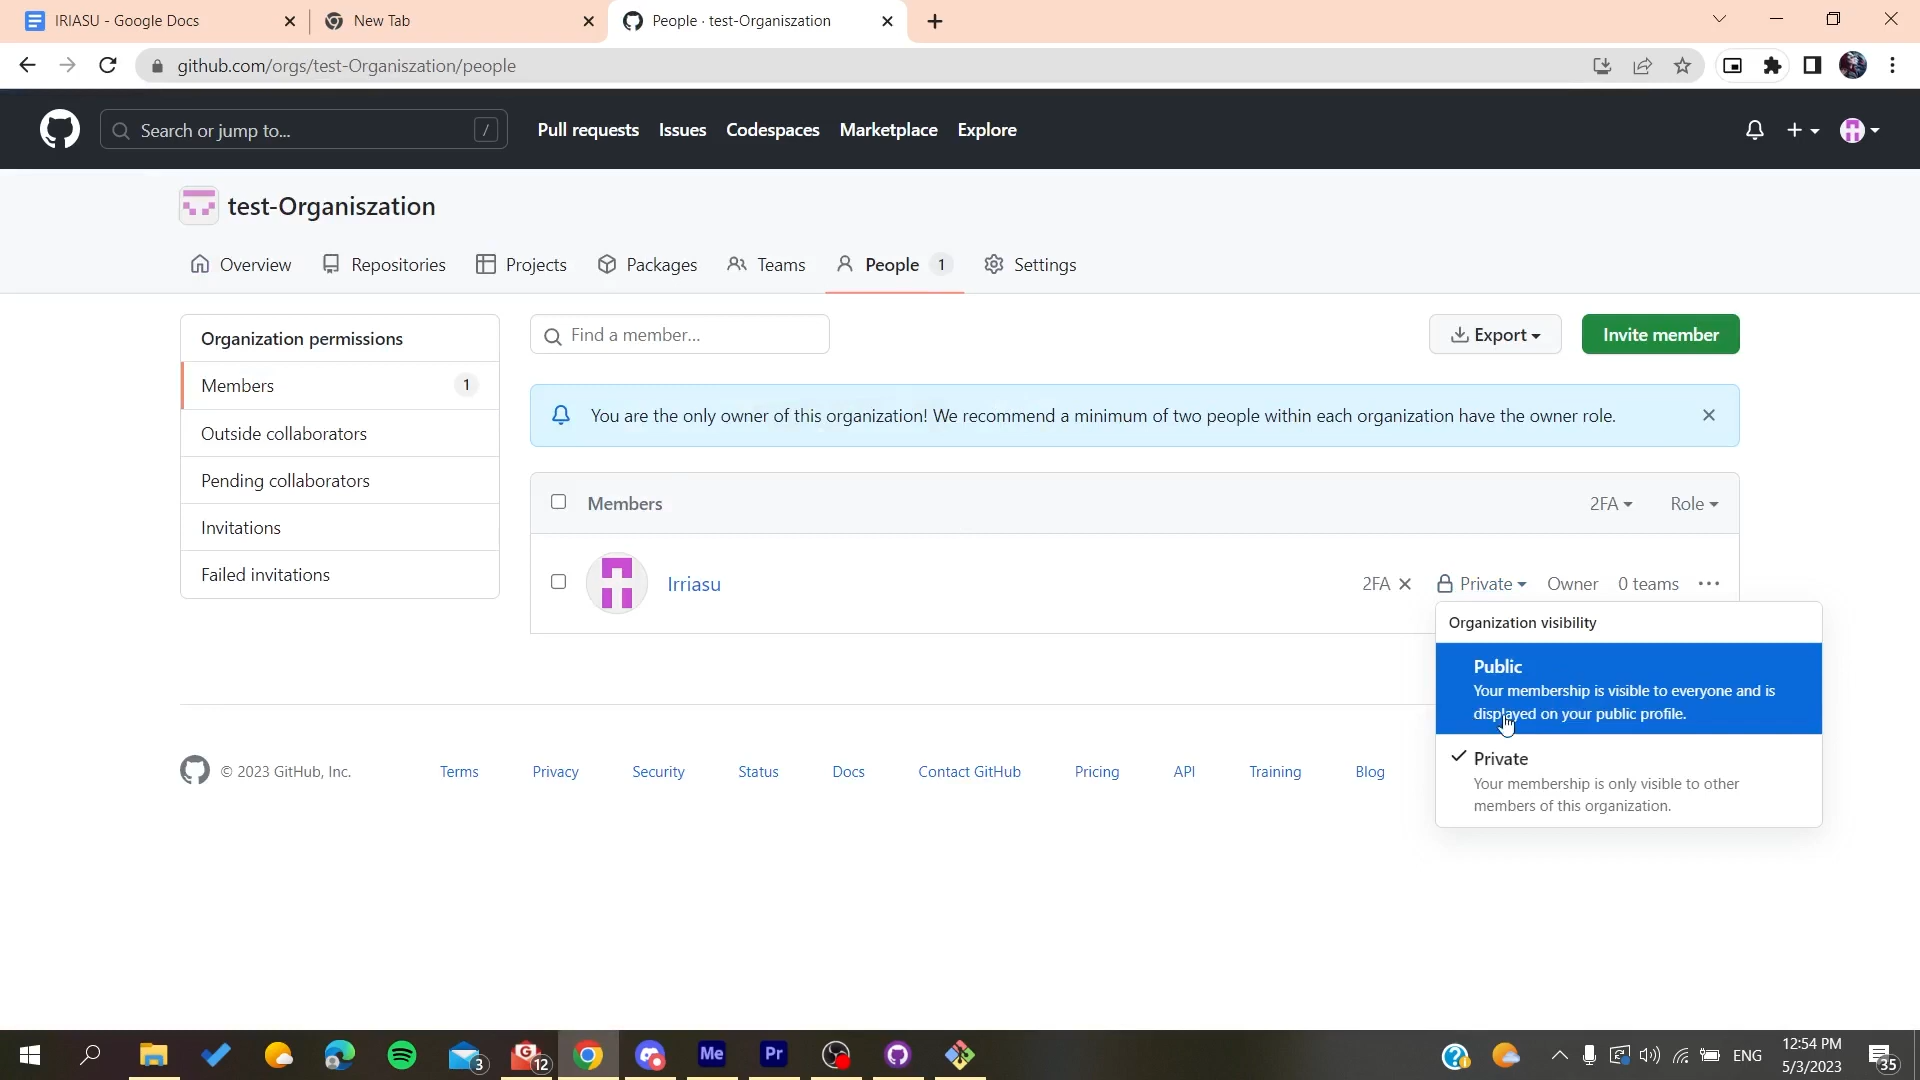 IRIASU - Google Docs
New Tab
People · test-Organiszation
github.com/orgs/test-Organiszation/people
Search or jump to...
/
Pull requests
Issues
Codespaces
Marketplace
Explore
test-Organiszation
Overview
Repositories
Projects
Packages
Teams
People 1
Settings
Organization permissions
Members 1
Outside collaborators
Pending collaborators
Invitations
Failed invitations
Find a member...
Export
Invite member
You are the only owner of this organization! We recommend a minimum of two people within each organization have the owner role.
Members
2FA
Role
Irriasu
2FA
Private
Owner
0 teams
Organization visibility
Public
Your membership is visible to everyone and is
displayed on your public profile.
Private
Your membership is only visible to other
members of this organization.
© 2023 GitHub, Inc.
Terms
Privacy
Security
Status
Docs
Contact GitHub
Pricing
API
Training
Blog
3
G
12
Me
Pr
ENG
12:54 PM
5/3/2023
35